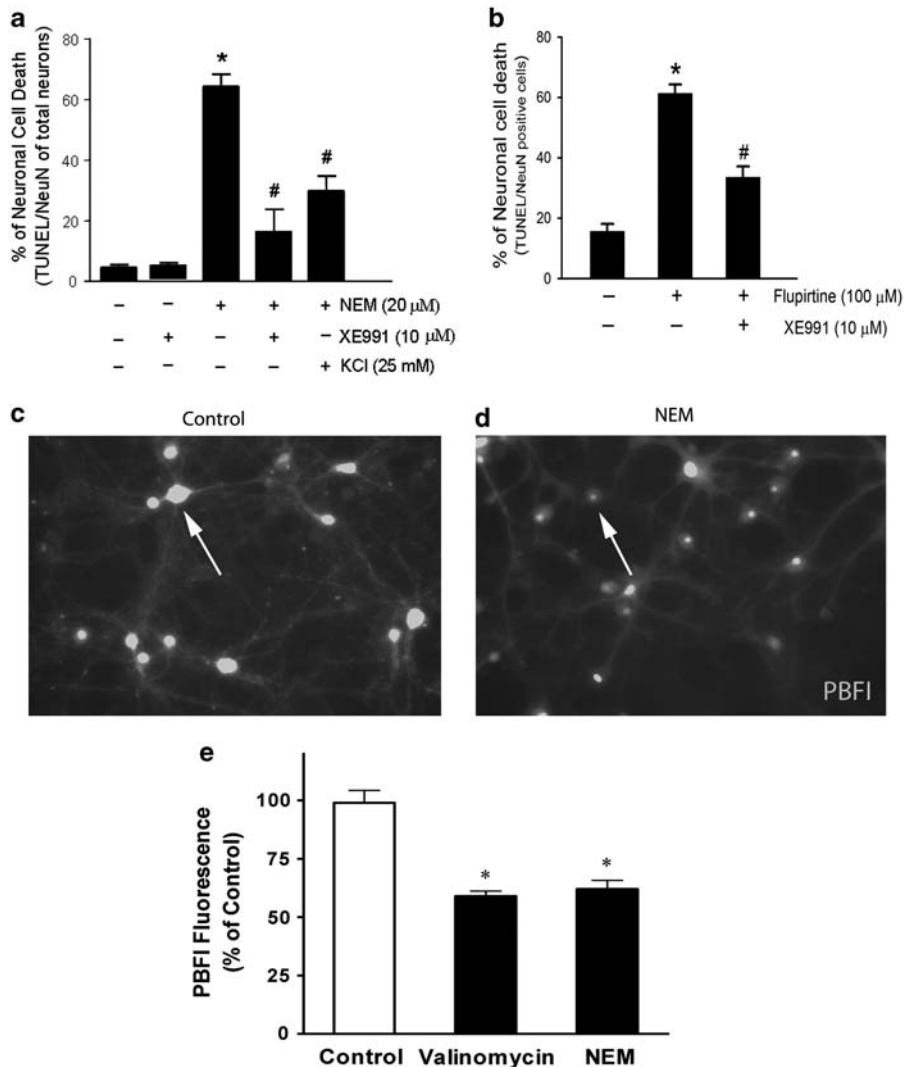 a
% of Neuronal Cell Death
(TUNEL/NeuN of total neurons)
80
60
40
20
0
*
#
#
– – + + + NEM (20 µM)
– + – + – XE991 (10 µM)
– – – – + KCl (25 mM)
b
% of Neuronal cell death
(TUNEL/NeuN positive cells)
80
60
40
20
0
*
#
– + + Flupirtine (100 µM)
– – + XE991 (10 µM)
c
Control
d
NEM
PBFI
e
PBFI Fluorescence
(% of Control)
100
75
50
25
0
*
*
Control Valinomycin NEM